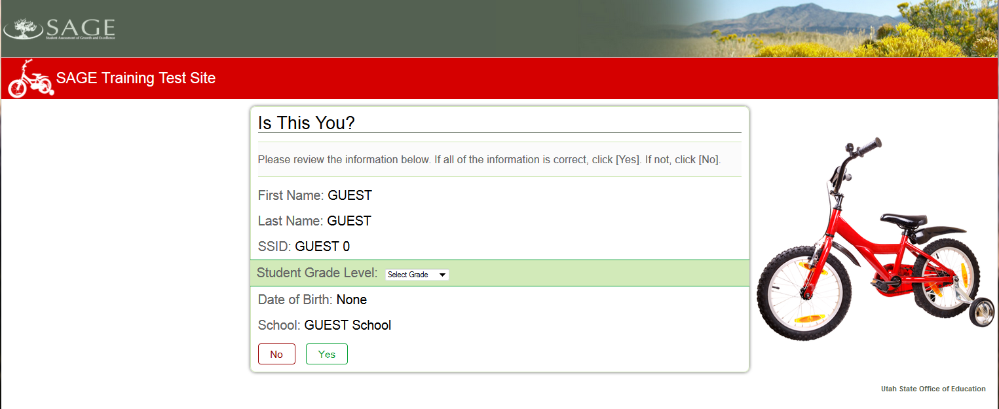 SAGE
Student Assessment of Growth and Excellence
SAGE Training Test Site
Is This You?
Please review the information below. If all of the information is correct, click [Yes]. If not, click [No].
First Name: GUEST
Last Name: GUEST
SSID: GUEST 0
Student Grade Level: Select Grade
Date of Birth: None
School: GUEST School
No Yes
Utah State Office of Education